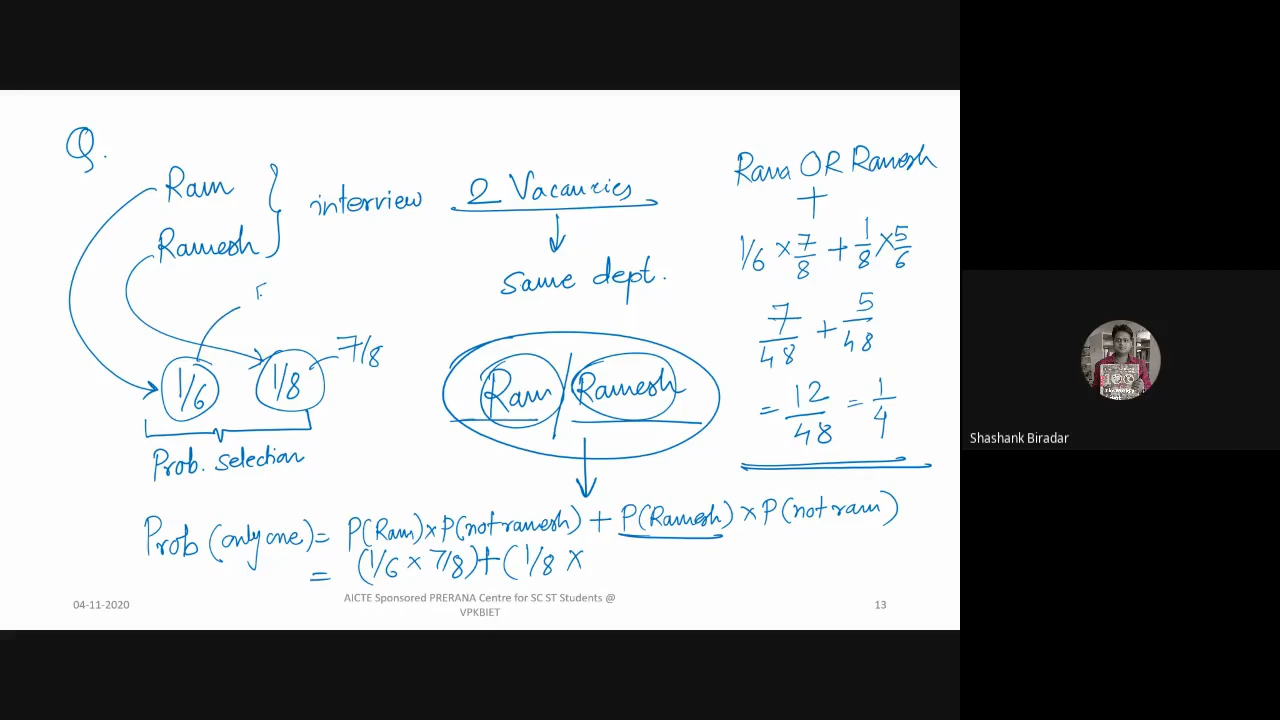 Q.
Ram
Ramesh
interview
2 Vacancies
same dept.
1/6
1/8
7/8
Prob. selection
Ram / Ramesh
Ram OR Ramesh
+
1/6 × 7/8 + 1/8 × 5/6
7/48 + 5/48
= 12/48 = 1/4
Prob (only one) = P(Ram) × P(not ramesh) + P(Ramesh) × P(not ram)
= (1/6 × 7/8) + (1/8 ×
04-11-2020
AICTE Sponsored PRERANA Centre for SC ST Students @
VPKBIET
13
Shashank Biradar